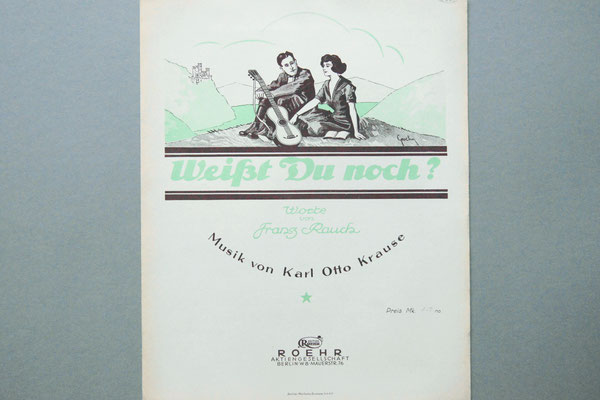 Weißt Du noch?
Worte
von
Franz Rauch
Musik von Karl Otto Krause
Preis Mk.
ROEHR
AKTIENGESELLSCHAFT
BERLIN·W·8·MAUERSTR.76